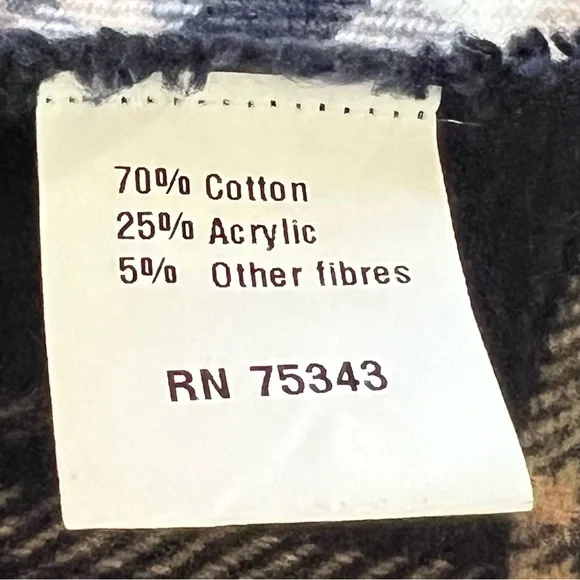 70% Cotton
25% Acrylic
5% Other fibres
RN 75343